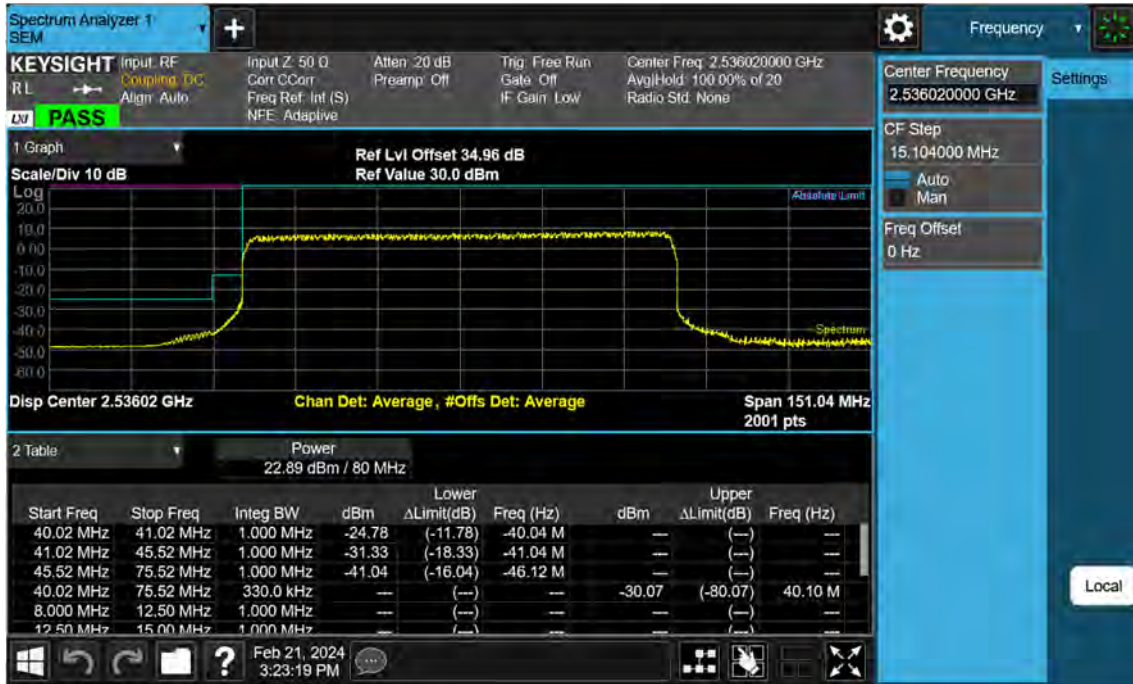 Spectrum Analyzer 1
SEM
+
Frequency
KEYSIGHT
RL
LXI
PASS
Input: RF
Coupling: DC
Align: Auto
Input Z: 50 Ω
Corr CCorr
Freq Ref: Int (S)
NFE: Adaptive
Atten: 20 dB
Preamp: Off
Trig: Free Run
Gate: Off
IF Gain: Low
Center Freq: 2.536020000 GHz
Avg|Hold: 100.00% of 20
Radio Std: None
Center Frequency
2.536020000 GHz
Settings
CF Step
15.104000 MHz
Auto
Man
Freq Offset
0 Hz
Local
1 Graph
Scale/Div 10 dB
Ref Lvl Offset 34.96 dB
Ref Value 30.0 dBm
Log
20.0
10.0
0.00
-10.0
-20.0
-30.0
-40.0
-50.0
-60.0
Absolute Limit
Spectrum
Disp Center 2.53602 GHz
Chan Det: Average, #Offs Det: Average
Span 151.04 MHz
2001 pts
2 Table
Power
22.89 dBm / 80 MHz
Lower Upper
Start Freq Stop Freq Integ BW dBm ΔLimit(dB) Freq (Hz) dBm ΔLimit(dB) Freq (Hz)
40.02 MHz 41.02 MHz 1.000 MHz -24.78 (-11.78) -40.04 M --- (---) ---
41.02 MHz 45.52 MHz 1.000 MHz -31.33 (-18.33) -41.04 M --- (---) ---
45.52 MHz 75.52 MHz 1.000 MHz -41.04 (-16.04) -46.12 M --- (---) ---
40.02 MHz 75.52 MHz 330.0 kHz --- (---) --- -30.07 (-80.07) 40.10 M
8.000 MHz 12.50 MHz 1.000 MHz --- (---) --- --- (---) ---
12.50 MHz 15.00 MHz 1.000 MHz --- (---) --- --- (---) ---
?
Feb 21, 2024
3:23:19 PM